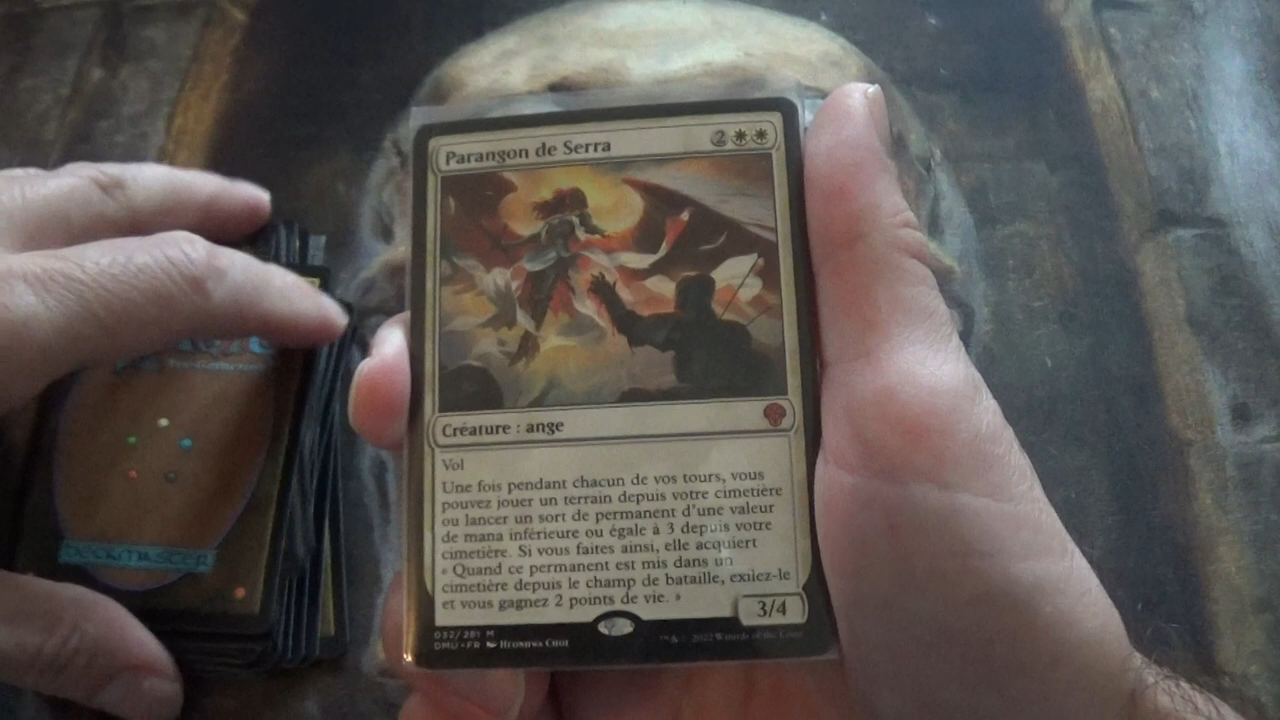 Parangon de Serra 2
Créature : ange
Vol
Une fois pendant chacun de vos tours, vous
pouvez jouer un terrain depuis votre cimetière
ou lancer un sort de permanent d'une valeur
de mana inférieure ou égale à 3 depuis votre
cimetière. Si vous faites ainsi, elle acquiert
« Quand ce permanent est mis dans un
cimetière depuis le champ de bataille, exilez-le
et vous gagnez 2 points de vie. »
3/4
032/281 M
DMU • FR Heonhwa Choi
™ & © 2022 Wizards of the Coast
DECKMASTER